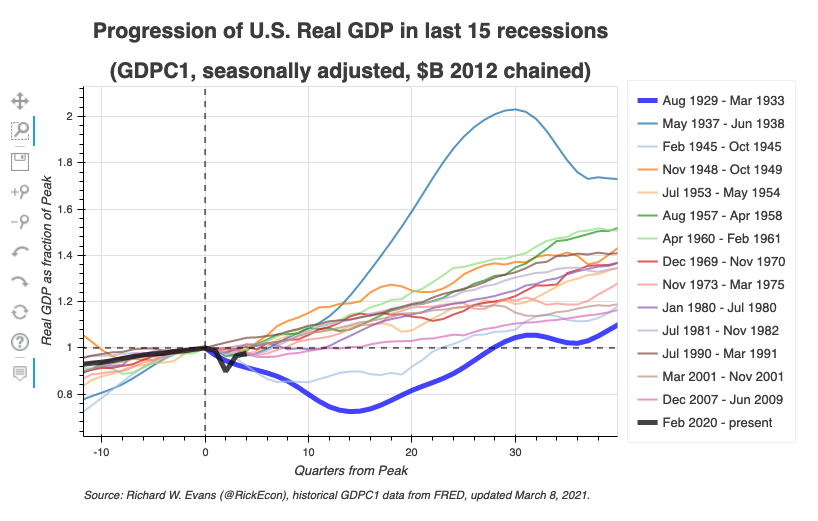 Progression of U.S. Real GDP in last 15 recessions
(GDPC1, seasonally adjusted, $B 2012 chained)
Real GDP as fraction of Peak
2
1.8
1.6
1.4
1.2
1
0.8
-10
0
10
20
30
Quarters from Peak
Aug 1929 - Mar 1933
May 1937 - Jun 1938
Feb 1945 - Oct 1945
Nov 1948 - Oct 1949
Jul 1953 - May 1954
Aug 1957 - Apr 1958
Apr 1960 - Feb 1961
Dec 1969 - Nov 1970
Nov 1973 - Mar 1975
Jan 1980 - Jul 1980
Jul 1981 - Nov 1982
Jul 1990 - Mar 1991
Mar 2001 - Nov 2001
Dec 2007 - Jun 2009
Feb 2020 - present
Source: Richard W. Evans (@RickEcon), historical GDPC1 data from FRED, updated March 8, 2021.